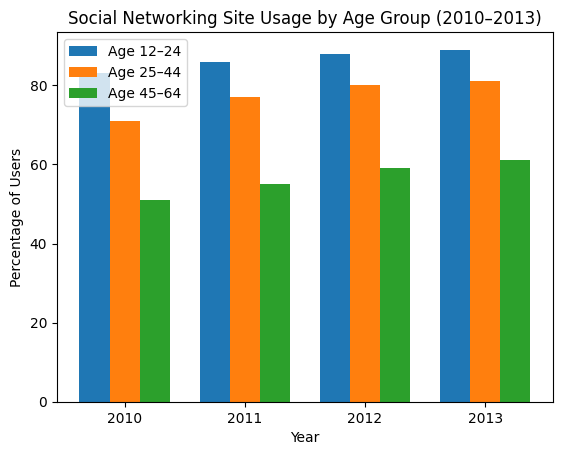 Social Networking Site Usage by Age Group (2010–2013)
Age 12–24
Age 25–44
Age 45–64
Percentage of Users
80
60
40
20
0
2010 2011 2012 2013
Year